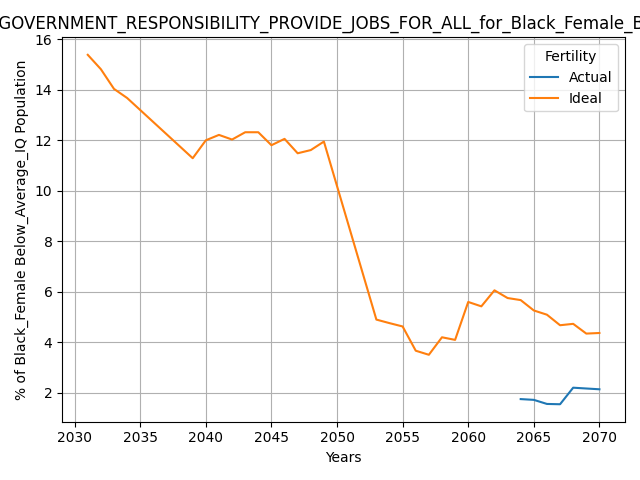 GOVERNMENT_RESPONSIBILITY_PROVIDE_JOBS_FOR_ALL_for_Black_Female_B
Fertility
Actual
Ideal
% of Black_Female Below_Average_IQ Population
16
14
12
10
8
6
4
2
2030 2035 2040 2045 2050 2055 2060 2065 2070
Years